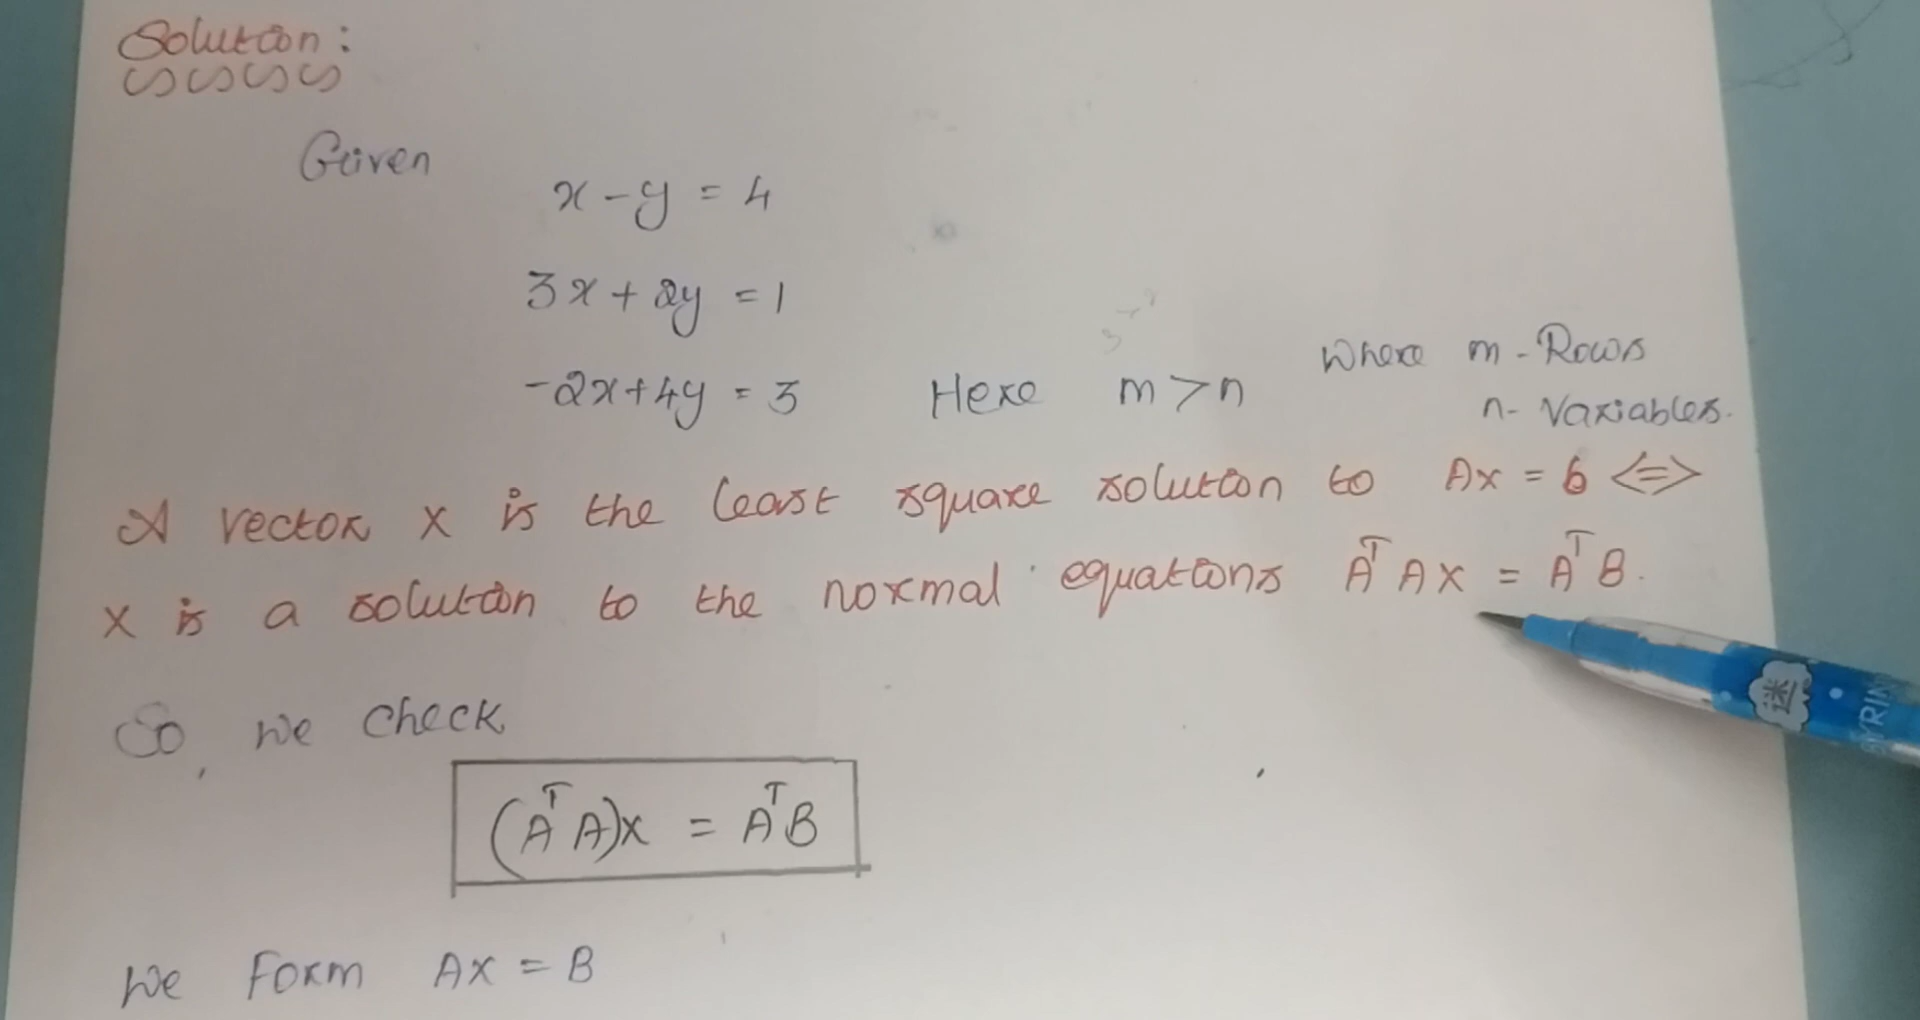 Solution:
Given
x - y = 4
3x + 2y = 1
-2x + 4y = 3 Here m > n where m - Rows
n - Variables.
A vector x is the least square solution to Ax = b <=>
x is a solution to the normal equations AᵀAX = AᵀB.
So, we check
(AᵀA)x = AᵀB
We Form AX = B